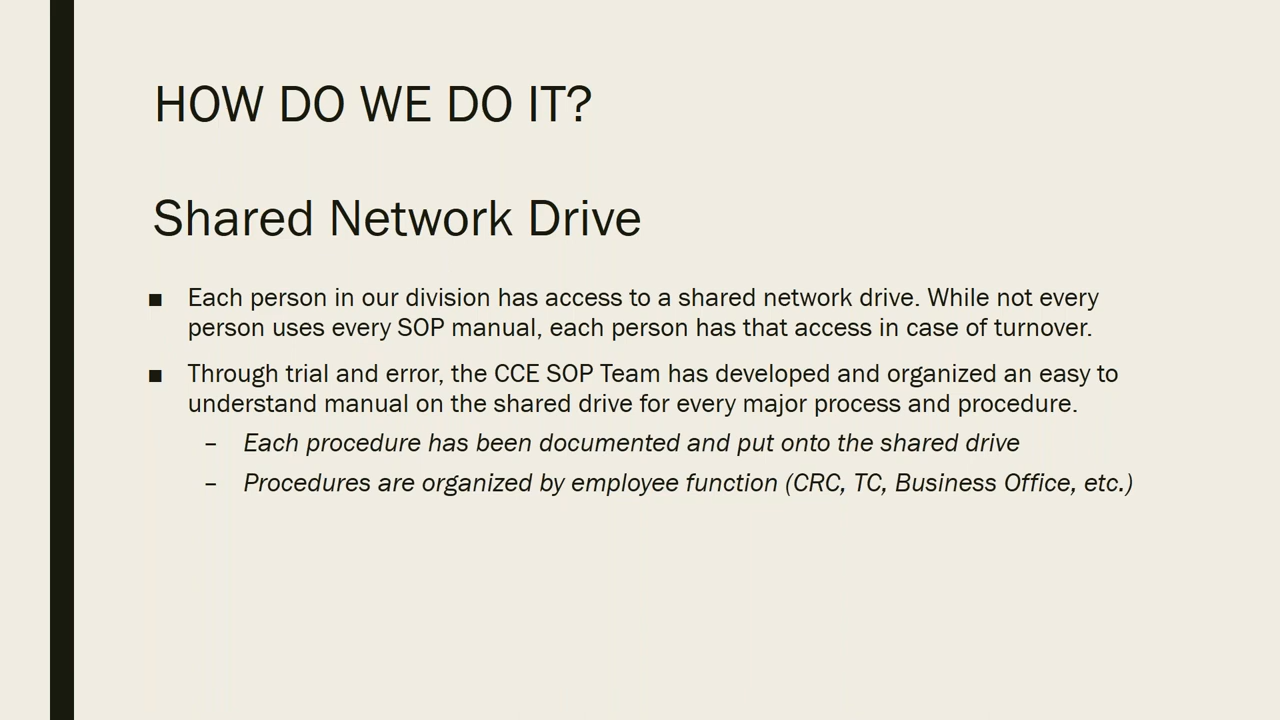 HOW DO WE DO IT?
Shared Network Drive
■ Each person in our division has access to a shared network drive. While not every
person uses every SOP manual, each person has that access in case of turnover.
■ Through trial and error, the CCE SOP Team has developed and organized an easy to
understand manual on the shared drive for every major process and procedure.
– Each procedure has been documented and put onto the shared drive
– Procedures are organized by employee function (CRC, TC, Business Office, etc.)